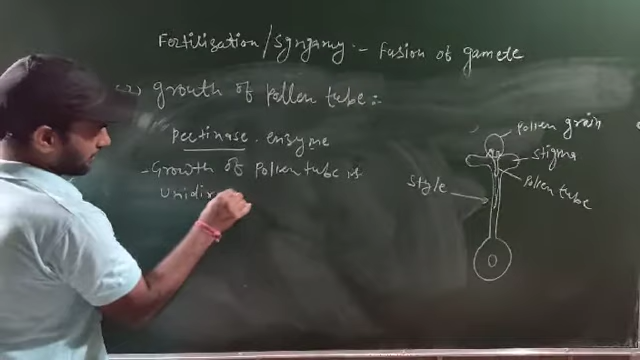 Fertilization/Syngamy :- Fusion of gamete
Growth of Pollen tube :-
Pectinase . enzyme
- Growth of Pollen tube is
Unidir
Pollen grain
Stigma
Pollen tube
Style